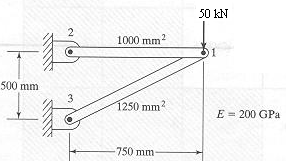 50 kN
2
1000 mm²
1
500 mm
3
1250 mm²
E = 200 GPa
750 mm